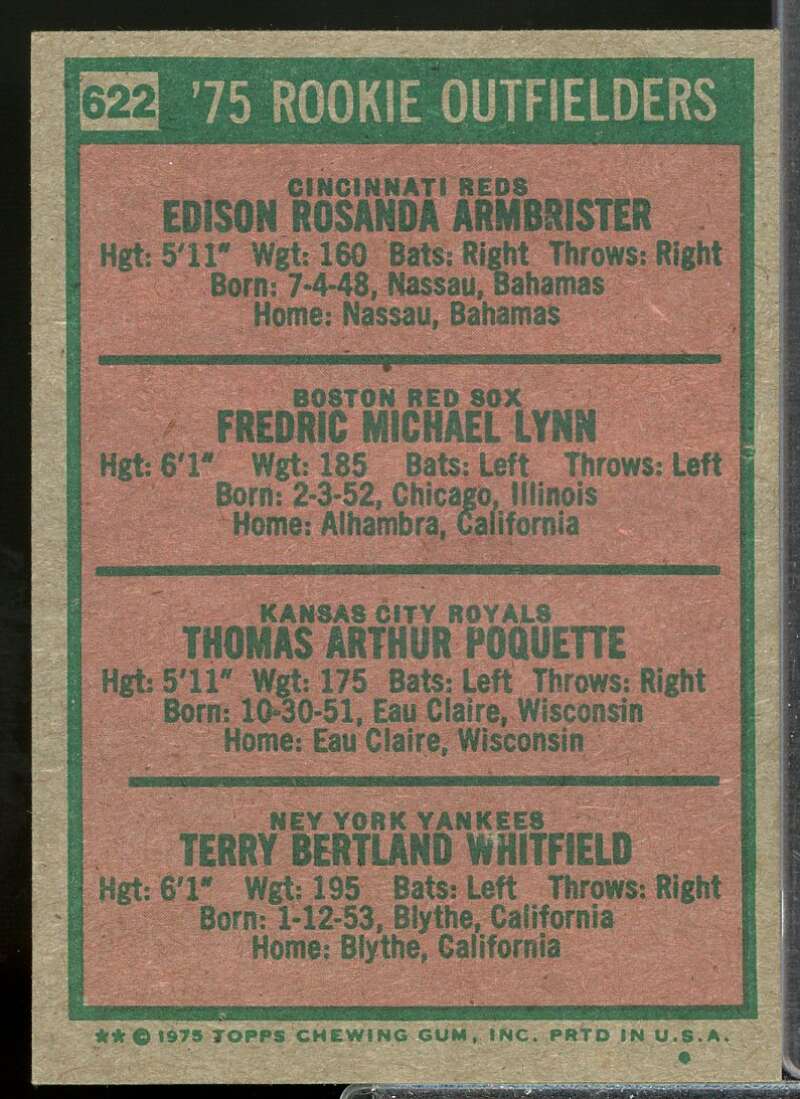 622 '75 ROOKIE OUTFIELDERS
CINCINNATI REDS
EDISON ROSANDA ARMBRISTER
Hgt: 5'11" Wgt: 160 Bats: Right Throws: Right
Born: 7-4-48, Nassau, Bahamas
Home: Nassau, Bahamas
BOSTON RED SOX
FREDRIC MICHAEL LYNN
Hgt: 6'1" Wgt: 185 Bats: Left Throws: Left
Born: 2-3-52, Chicago, Illinois
Home: Alhambra, California
KANSAS CITY ROYALS
THOMAS ARTHUR POQUETTE
Hgt: 5'11" Wgt: 175 Bats: Left Throws: Right
Born: 10-30-51, Eau Claire, Wisconsin
Home: Eau Claire, Wisconsin
NEY YORK YANKEES
TERRY BERTLAND WHITFIELD
Hgt: 6'1" Wgt: 195 Bats: Left Throws: Right
Born: 1-12-53, Blythe, California
Home: Blythe, California
** © 1975 TOPPS CHEWING GUM, INC. PRTD IN U.S.A.